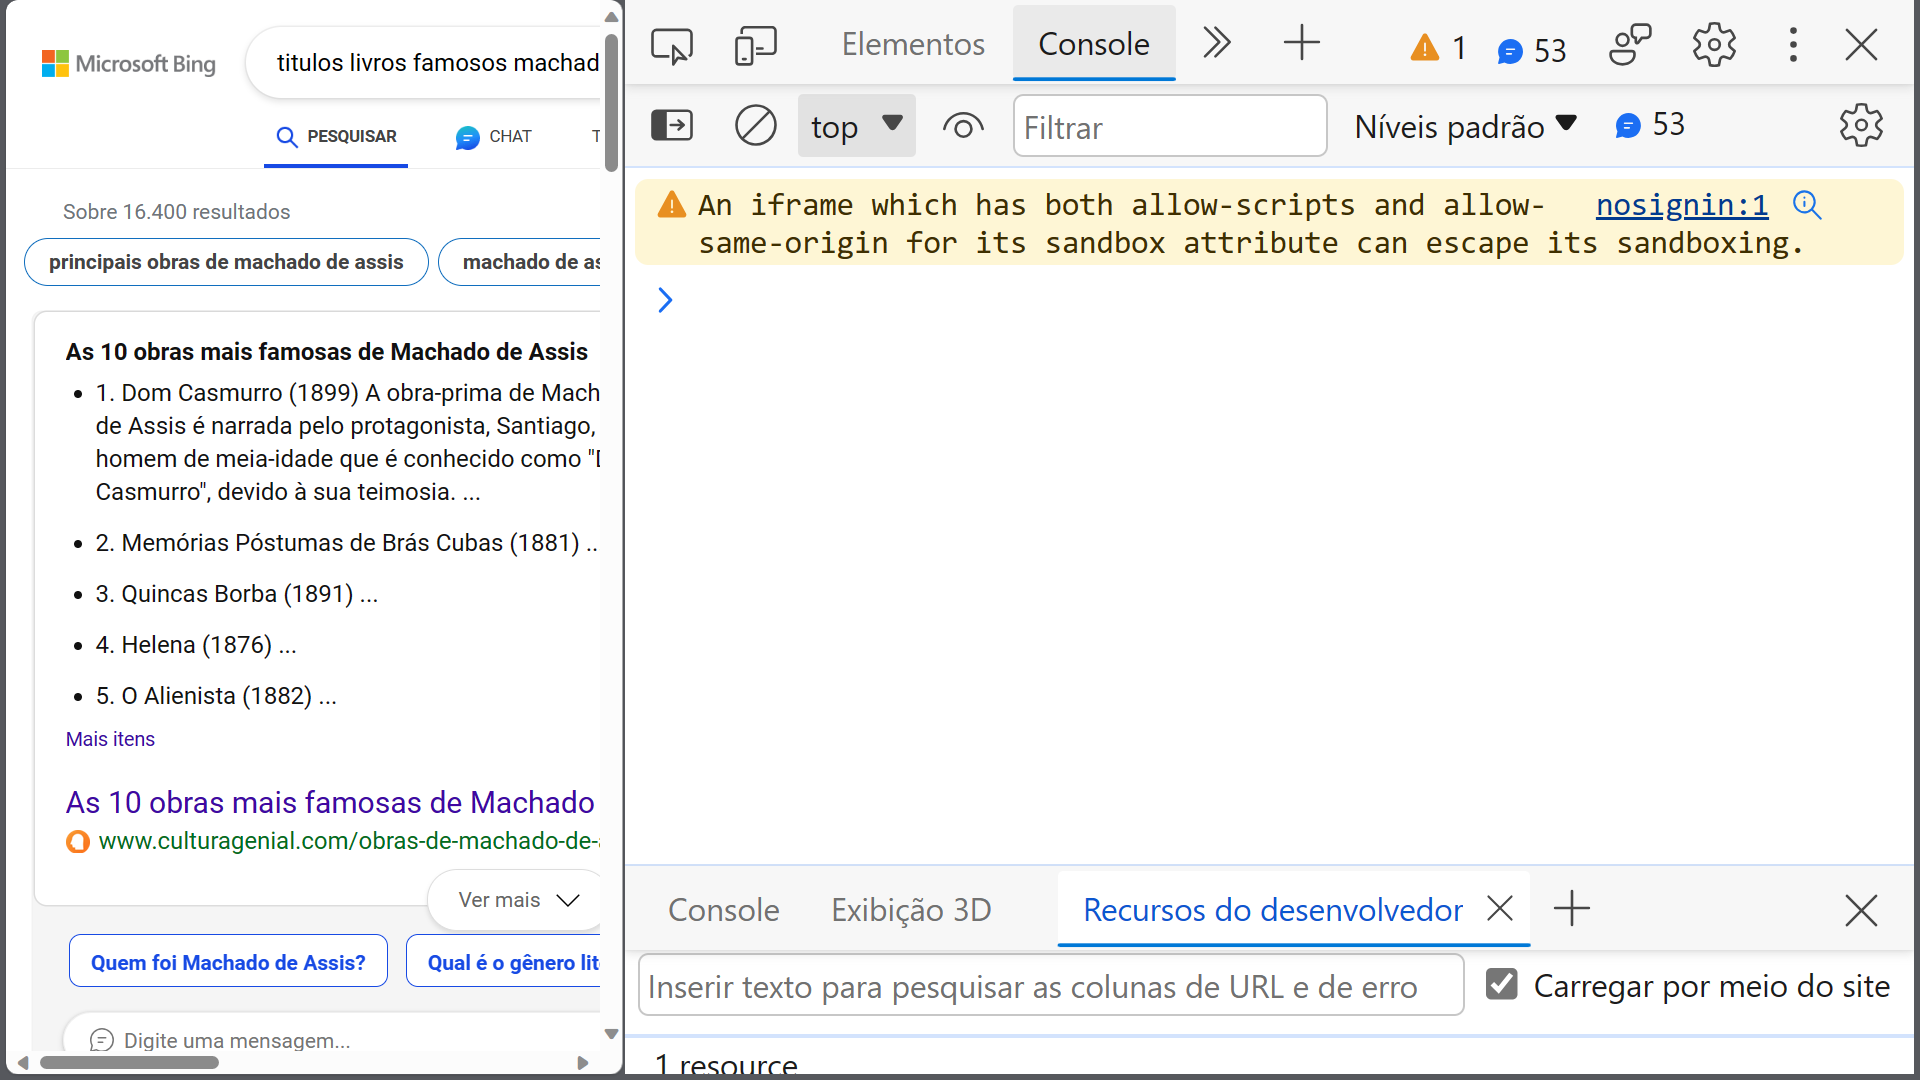 Microsoft Bing
titulos livros famosos machad
PESQUISAR
CHAT
T
Sobre 16.400 resultados
principais obras de machado de assis
machado de as
As 10 obras mais famosas de Machado de Assis
1. Dom Casmurro (1899) A obra-prima de Mach
de Assis é narrada pelo protagonista, Santiago,
homem de meia-idade que é conhecido como "D
Casmurro", devido à sua teimosia. ...
2. Memórias Póstumas de Brás Cubas (1881) ..
3. Quincas Borba (1891) ...
4. Helena (1876) ...
5. O Alienista (1882) ...
Mais itens
As 10 obras mais famosas de Machado
www.culturagenial.com/obras-de-machado-de-a
Ver mais
Quem foi Machado de Assis?
Qual é o gênero lite
Digite uma mensagem...
Elementos
Console
1
53
top
Filtrar
Níveis padrão
53
An iframe which has both allow-scripts and allow-
same-origin for its sandbox attribute can escape its sandboxing.
nosignin:1
Console
Exibição 3D
Recursos do desenvolvedor
Inserir texto para pesquisar as colunas de URL e de erro
Carregar por meio do site
1 resource